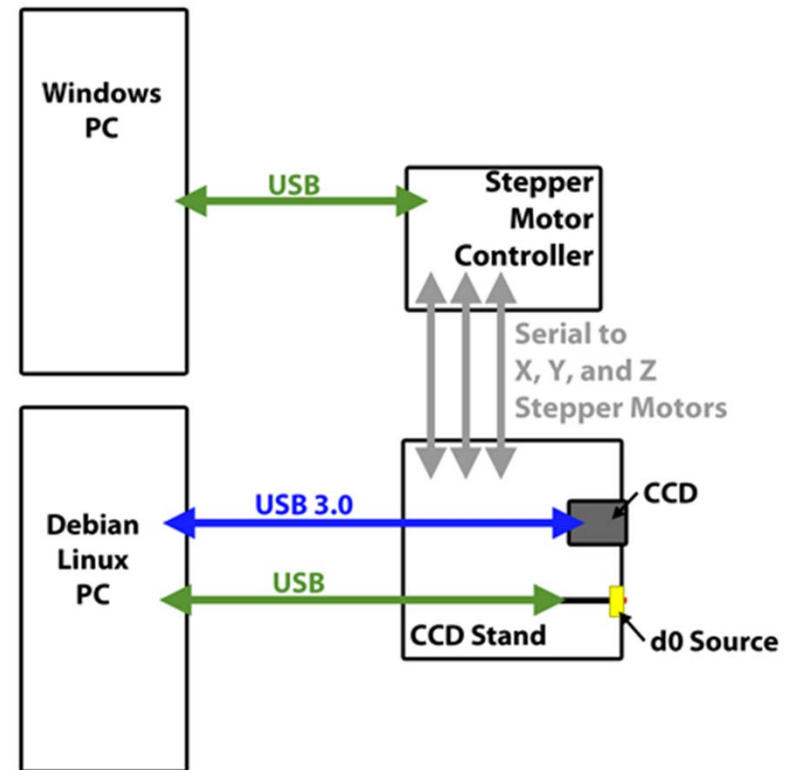 Windows
PC
USB
Stepper
Motor
Controller
Serial to
X, Y, and Z
Stepper Motors
Debian
Linux
PC
USB 3.0
CCD
USB
CCD Stand
d0 Source